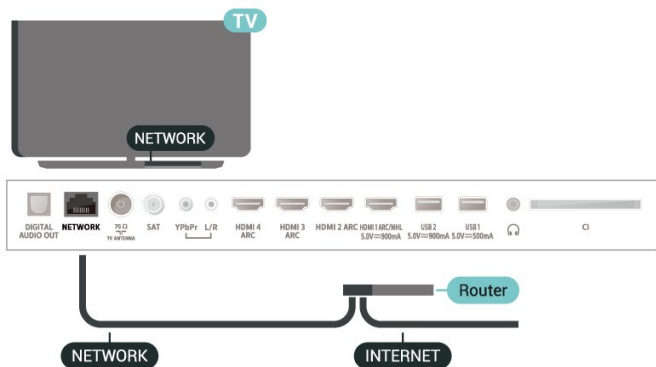 TV
NETWORK
DIGITAL
AUDIO OUT
NETWORK
75 Ω
TV ANTENNA
SAT
YPbPr
L/R
HDMI 4
ARC
HDMI 3
ARC
HDMI 2 ARC
HDMI 1 ARC/MHL
5.0V⎓900mA
USB 2
5.0V⎓900mA
USB 1
5.0V⎓500mA
CI
Router
NETWORK
INTERNET